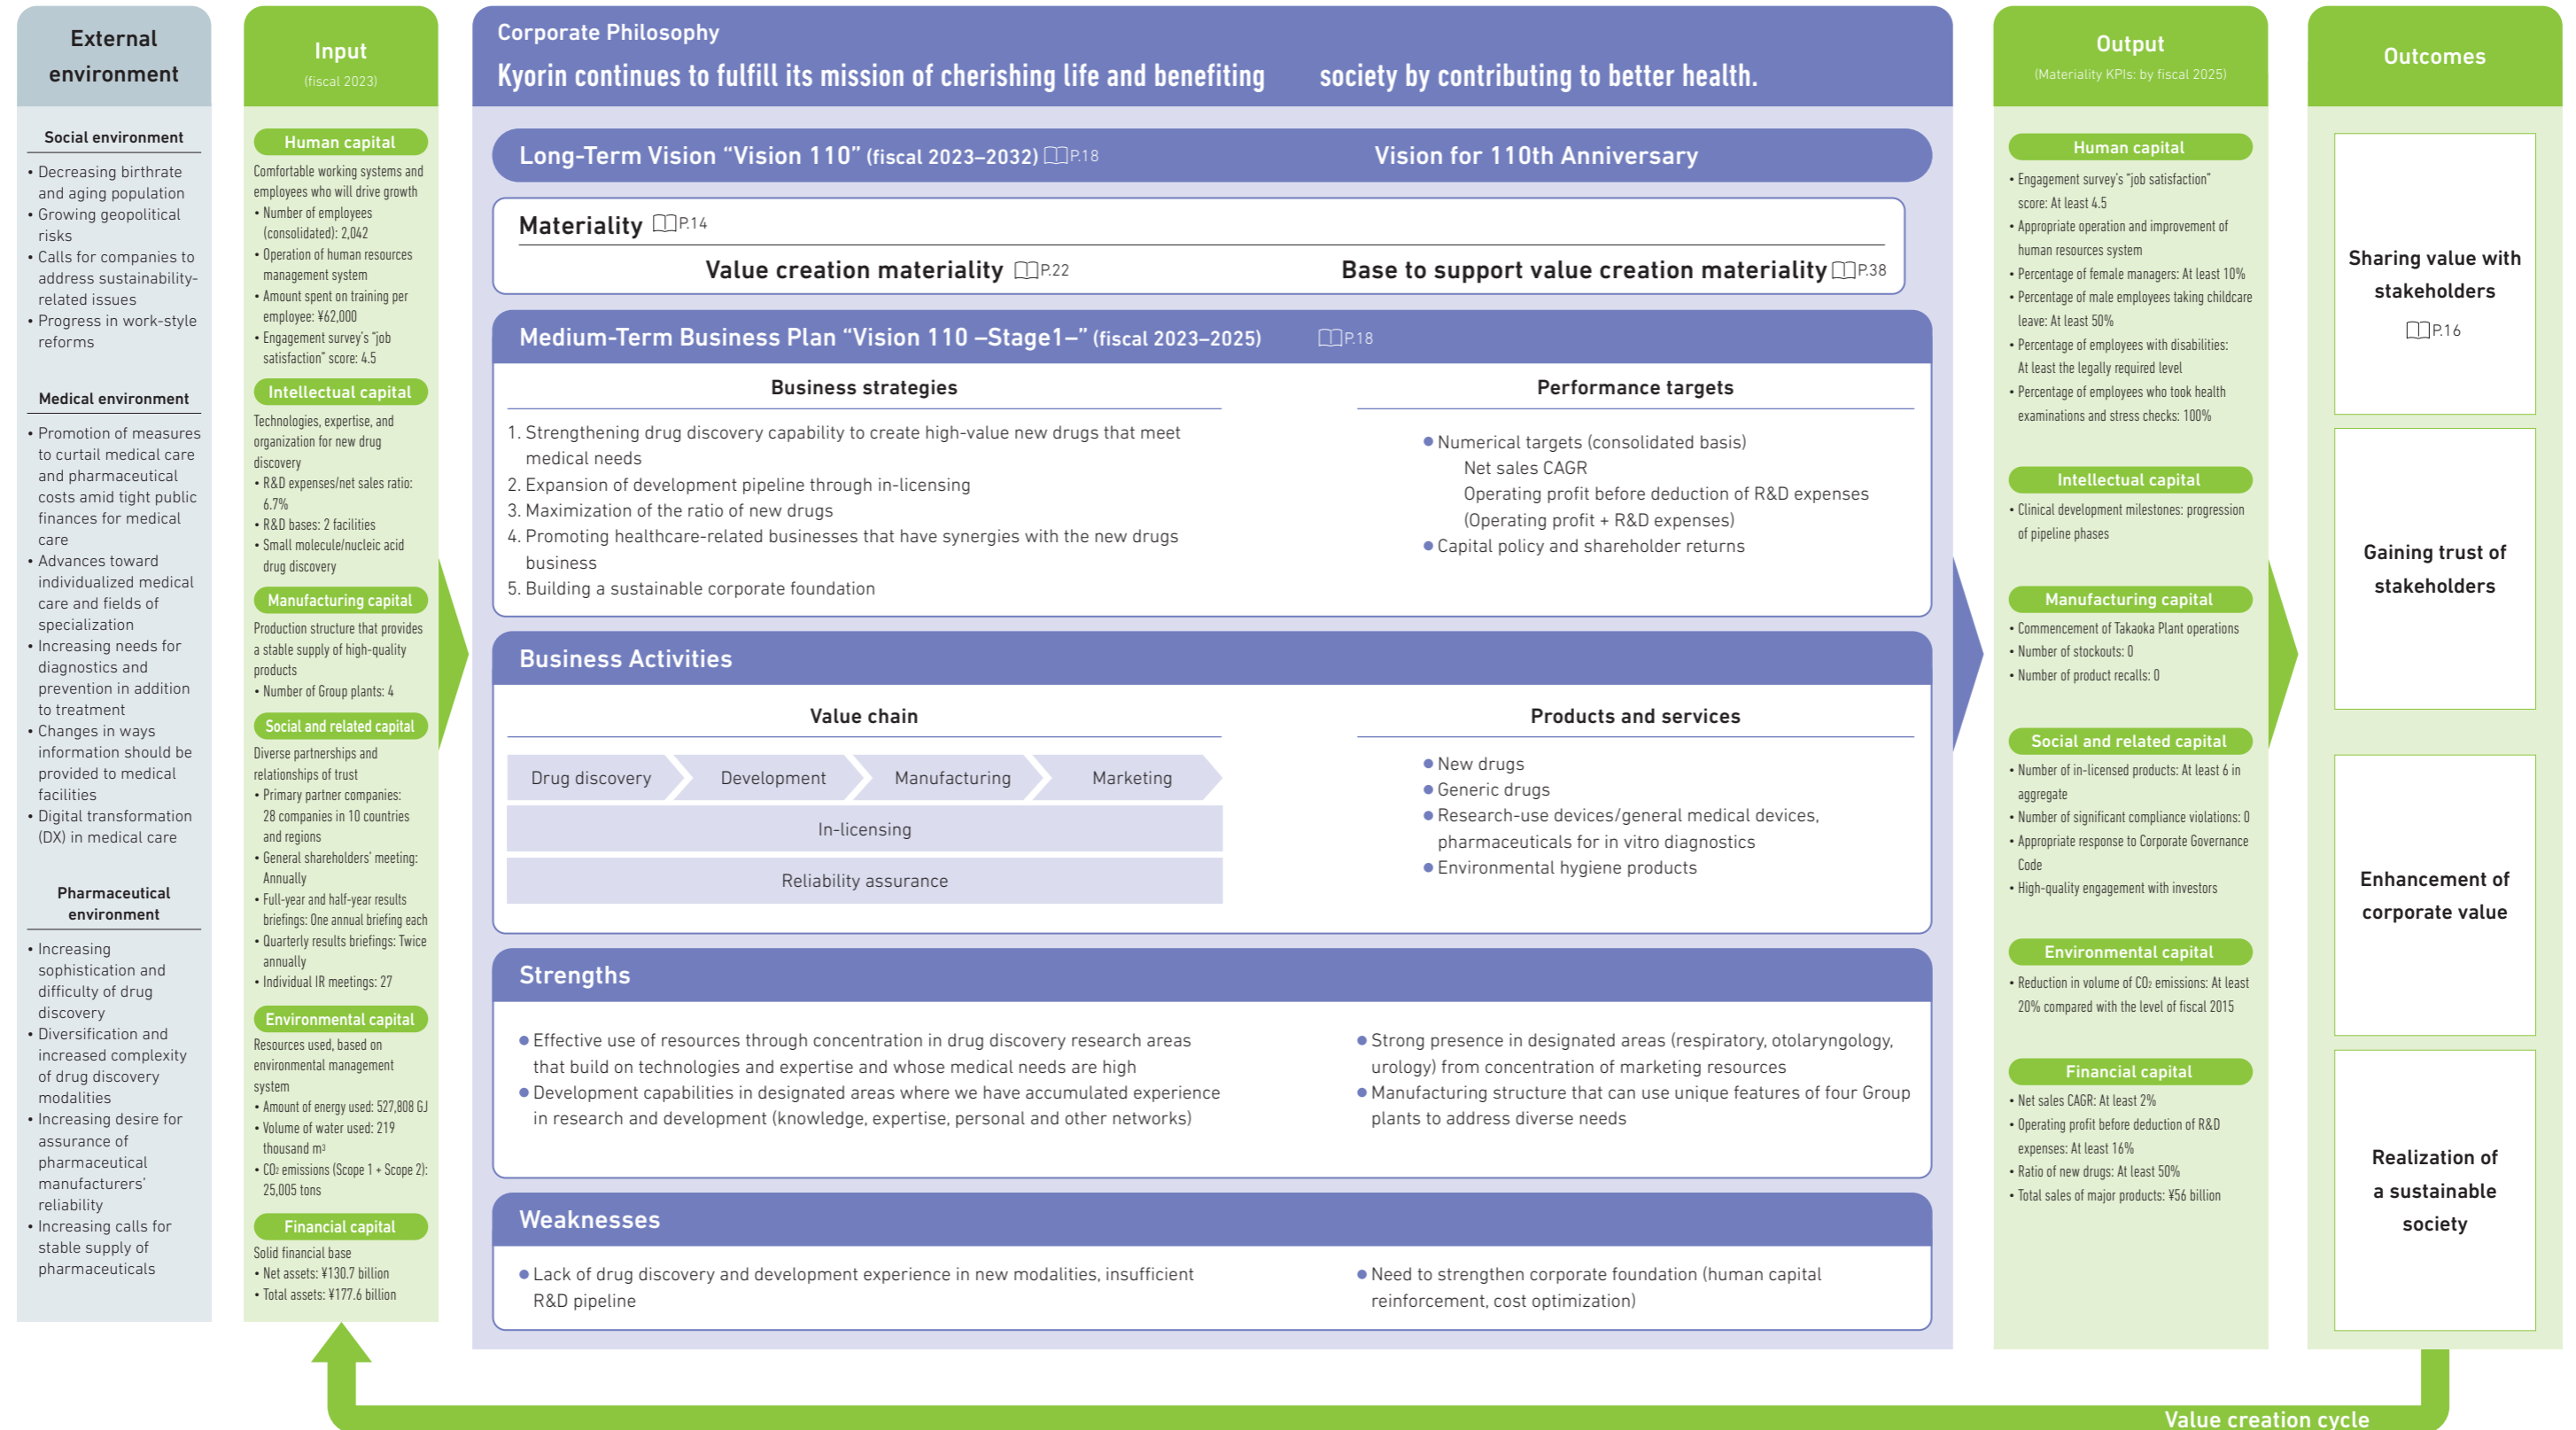 External
environment
Social environment
• Decreasing birthrate
and aging population
• Growing geopolitical
risks
• Calls for companies to
address sustainability-
related issues
• Progress in work-style
reforms
Medical environment
• Promotion of measures
to curtail medical care
and pharmaceutical
costs amid tight public
finances for medical
care
• Advances toward
individualized medical
care and fields of
specialization
• Increasing needs for
diagnostics and
prevention in addition
to treatment
• Changes in ways
information should be
provided to medical
facilities
• Digital transformation
(DX) in medical care
Pharmaceutical
environment
• Increasing
sophistication and
difficulty of drug
discovery
• Diversification and
increased complexity
of drug discovery
modalities
• Increasing desire for
assurance of
pharmaceutical
manufacturers’
reliability
• Increasing calls for
stable supply of
pharmaceuticals
Input
(fiscal 2023)
Human capital
Comfortable working systems and
employees who will drive growth
• Number of employees
(consolidated): 2,042
• Operation of human resources
management system
• Amount spent on training per
employee: ¥62,000
• Engagement survey’s “job
satisfaction” score: 4.5
Intellectual capital
Technologies, expertise, and
organization for new drug
discovery
• R&D expenses/net sales ratio:
6.7%
• R&D bases: 2 facilities
• Small molecule/nucleic acid
drug discovery
Manufacturing capital
Production structure that provides
a stable supply of high-quality
products
• Number of Group plants: 4
Social and related capital
Diverse partnerships and
relationships of trust
• Primary partner companies:
28 companies in 10 countries
and regions
• General shareholders’ meeting:
Annually
• Full-year and half-year results
briefings: One annual briefing each
• Quarterly results briefings: Twice
annually
• Individual IR meetings: 27
Environmental capital
Resources used, based on
environmental management
system
• Amount of energy used: 527,808 GJ
• Volume of water used: 219
thousand m³
• CO₂ emissions (Scope 1 + Scope 2):
25,005 tons
Financial capital
Solid financial base
• Net assets: ¥130.7 billion
• Total assets: ¥177.6 billion
Corporate Philosophy
Kyorin continues to fulfill its mission of cherishing life and benefiting society by contributing to better health.
Long-Term Vision “Vision 110” (fiscal 2023–2032) P.18 Vision for 110th Anniversary
Materiality P.14
Value creation materiality P.22
Base to support value creation materiality P.38
Medium-Term Business Plan “Vision 110 –Stage1–” (fiscal 2023–2025) P.18
Business strategies
1. Strengthening drug discovery capability to create high-value new drugs that meet
medical needs
2. Expansion of development pipeline through in-licensing
3. Maximization of the ratio of new drugs
4. Promoting healthcare-related businesses that have synergies with the new drugs
business
5. Building a sustainable corporate foundation
Performance targets
● Numerical targets (consolidated basis)
Net sales CAGR
Operating profit before deduction of R&D expenses
(Operating profit + R&D expenses)
● Capital policy and shareholder returns
Business Activities
Value chain
Drug discovery
Development
Manufacturing
Marketing
In-licensing
Reliability assurance
Products and services
● New drugs
● Generic drugs
● Research-use devices/general medical devices,
pharmaceuticals for in vitro diagnostics
● Environmental hygiene products
Strengths
● Effective use of resources through concentration in drug discovery research areas
that build on technologies and expertise and whose medical needs are high
● Development capabilities in designated areas where we have accumulated experience
in research and development (knowledge, expertise, personal and other networks)
● Strong presence in designated areas (respiratory, otolaryngology,
urology) from concentration of marketing resources
● Manufacturing structure that can use unique features of four Group
plants to address diverse needs
Weaknesses
● Lack of drug discovery and development experience in new modalities, insufficient
R&D pipeline
● Need to strengthen corporate foundation (human capital
reinforcement, cost optimization)
Output
(Materiality KPIs: by fiscal 2025)
Human capital
• Engagement survey’s “job satisfaction”
score: At least 4.5
• Appropriate operation and improvement of
human resources system
• Percentage of female managers: At least 10%
• Percentage of male employees taking childcare
leave: At least 50%
• Percentage of employees with disabilities:
At least the legally required level
• Percentage of employees who took health
examinations and stress checks: 100%
Intellectual capital
• Clinical development milestones: progression
of pipeline phases
Manufacturing capital
• Commencement of Takaoka Plant operations
• Number of stockouts: 0
• Number of product recalls: 0
Social and related capital
• Number of in-licensed products: At least 6 in
aggregate
• Number of significant compliance violations: 0
• Appropriate response to Corporate Governance
Code
• High-quality engagement with investors
Environmental capital
• Reduction in volume of CO₂ emissions: At least
20% compared with the level of fiscal 2015
Financial capital
• Net sales CAGR: At least 2%
• Operating profit before deduction of R&D
expenses: At least 16%
• Ratio of new drugs: At least 50%
• Total sales of major products: ¥56 billion
Outcomes
Sharing value with
stakeholders
P.16
Gaining trust of
stakeholders
Enhancement of
corporate value
Realization of
a sustainable
society
Value creation cycle